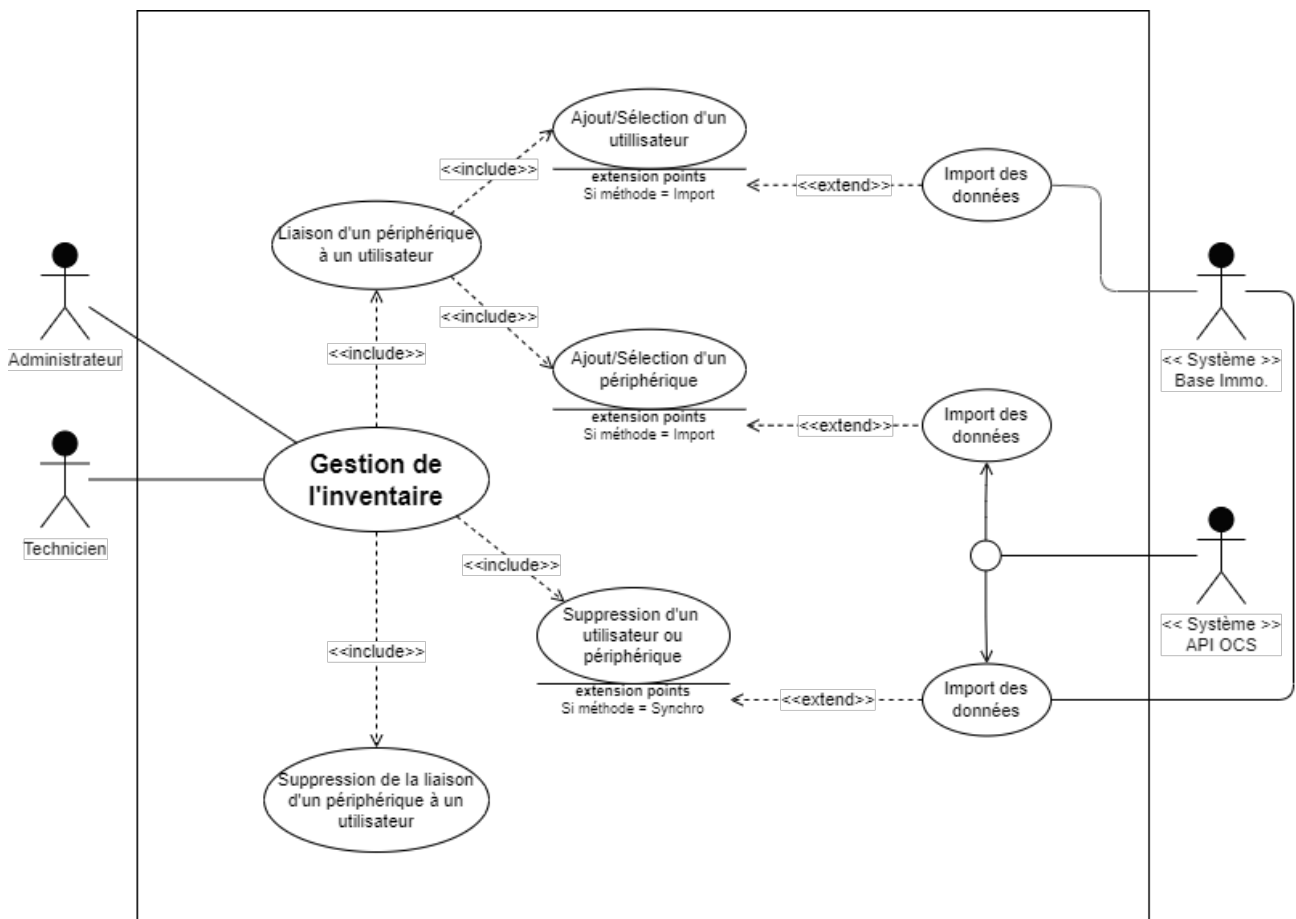 Ajout/Sélection d'un
utillisateur
<<include>>
extension points
Si méthode = Import
<<extend>>
Import des
données
Liaison d'un périphérique
à un utilisateur
<<include>>
Ajout/Sélection d'un
périphérique
<<include>>
extension points
Si méthode = Import
<<extend>>
Import des
données
Administrateur
<< Système >>
Base Immo.
Gestion de
l'inventaire
Technicien
<<include>>
Suppression d'un
utilisateur ou
périphérique
<< Système >>
API OCS
<<include>>
extension points
Si méthode = Synchro
<<extend>>
Import des
données
Suppression de la liaison
d'un périphérique à un
utilisateur